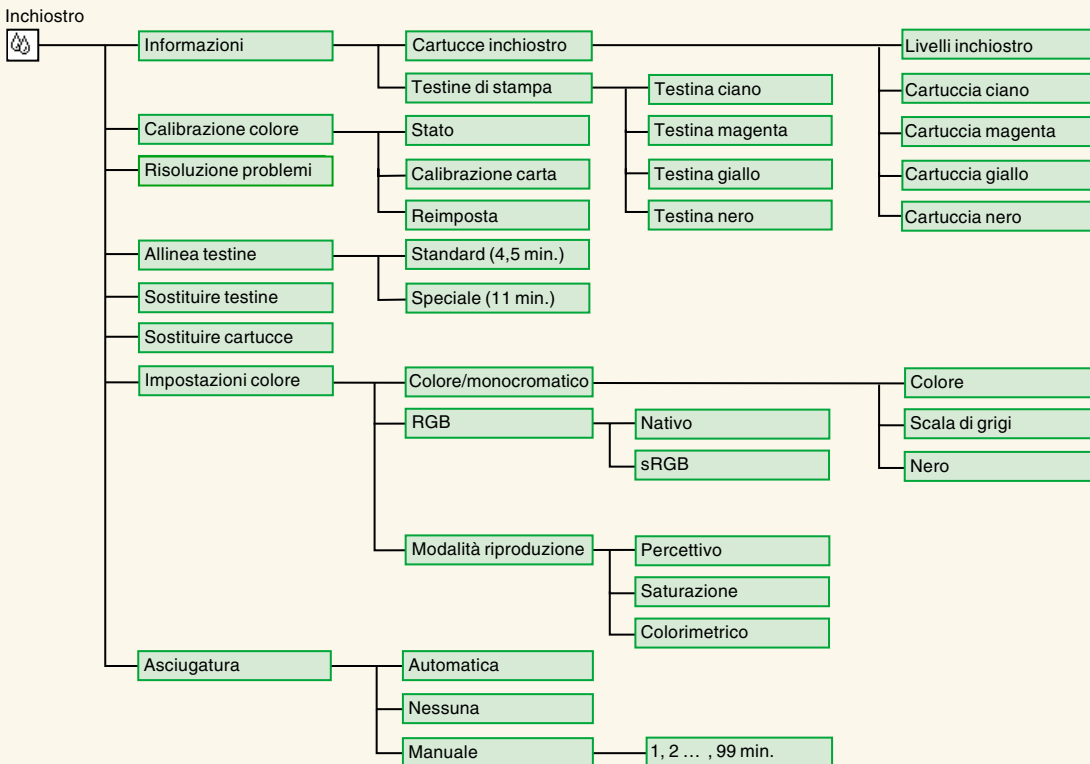 Inchiostro
Informazioni
Cartucce inchiostro
Livelli inchiostro
Cartuccia ciano
Cartuccia magenta
Cartuccia giallo
Cartuccia nero
Testine di stampa
Testina ciano
Testina magenta
Testina giallo
Testina nero
Calibrazione colore
Stato
Calibrazione carta
Reimposta
Risoluzione problemi
Allinea testine
Standard (4,5 min.)
Speciale (11 min.)
Sostituire testine
Sostituire cartucce
Impostazioni colore
Colore/monocromatico
Colore
Scala di grigi
Nero
RGB
Nativo
sRGB
Modalità riproduzione
Percettivo
Saturazione
Colorimetrico
Asciugatura
Automatica
Nessuna
Manuale
1, 2 ... , 99 min.